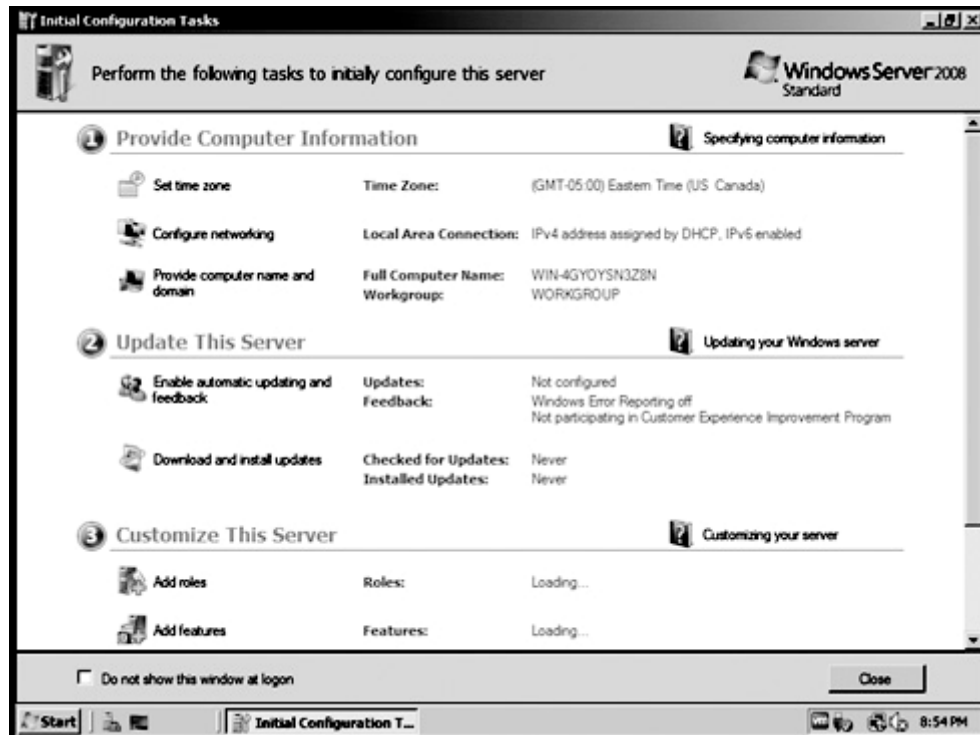 Initial Configuration Tasks
Perform the following tasks to initially configure this server
Windows Server 2008
Standard
1 Provide Computer Information
Specifying computer information
Set time zone
Time Zone:
(GMT-05:00) Eastern Time (US Canada)
Configure networking
Local Area Connection:
IPv4 address assigned by DHCP, IPv6 enabled
Provide computer name and
domain
Full Computer Name:
WIN-4GYOYSN3Z8N
Workgroup:
WORKGROUP
2 Update This Server
Updating your Windows server
Enable automatic updating and
feedback
Updates:
Not configured
Feedback:
Windows Error Reporting off
Not participating in Customer Experience Improvement Program
Download and install updates
Checked for Updates:
Never
Installed Updates:
Never
3 Customize This Server
Customizing your server
Add roles
Roles:
Loading...
Add features
Features:
Loading...
Do not show this window at logon
Close
Start
Initial Configuration T...
8:54 PM